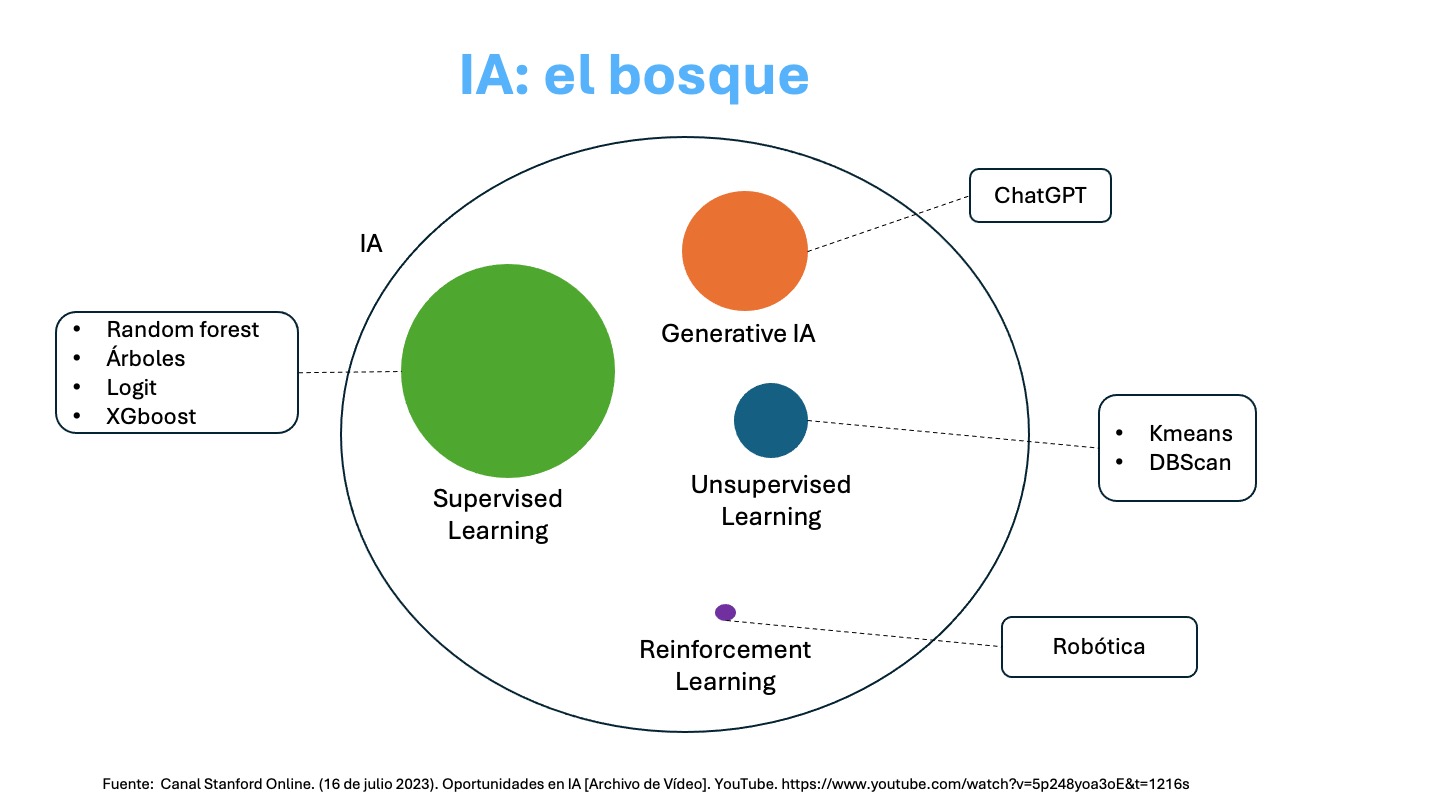 IA: el bosque
ChatGPT
IA
• Random forest
• Árboles
• Logit
• XGboost
Generative IA
• Kmeans
• DBScan
Supervised
Learning
Unsupervised
Learning
Reinforcement
Learning
Robótica
Fuente: Canal Stanford Online. (16 de julio 2023). Oportunidades en IA [Archivo de Vídeo]. YouTube. https://www.youtube.com/watch?v=5p248yoa3oE&t=1216s